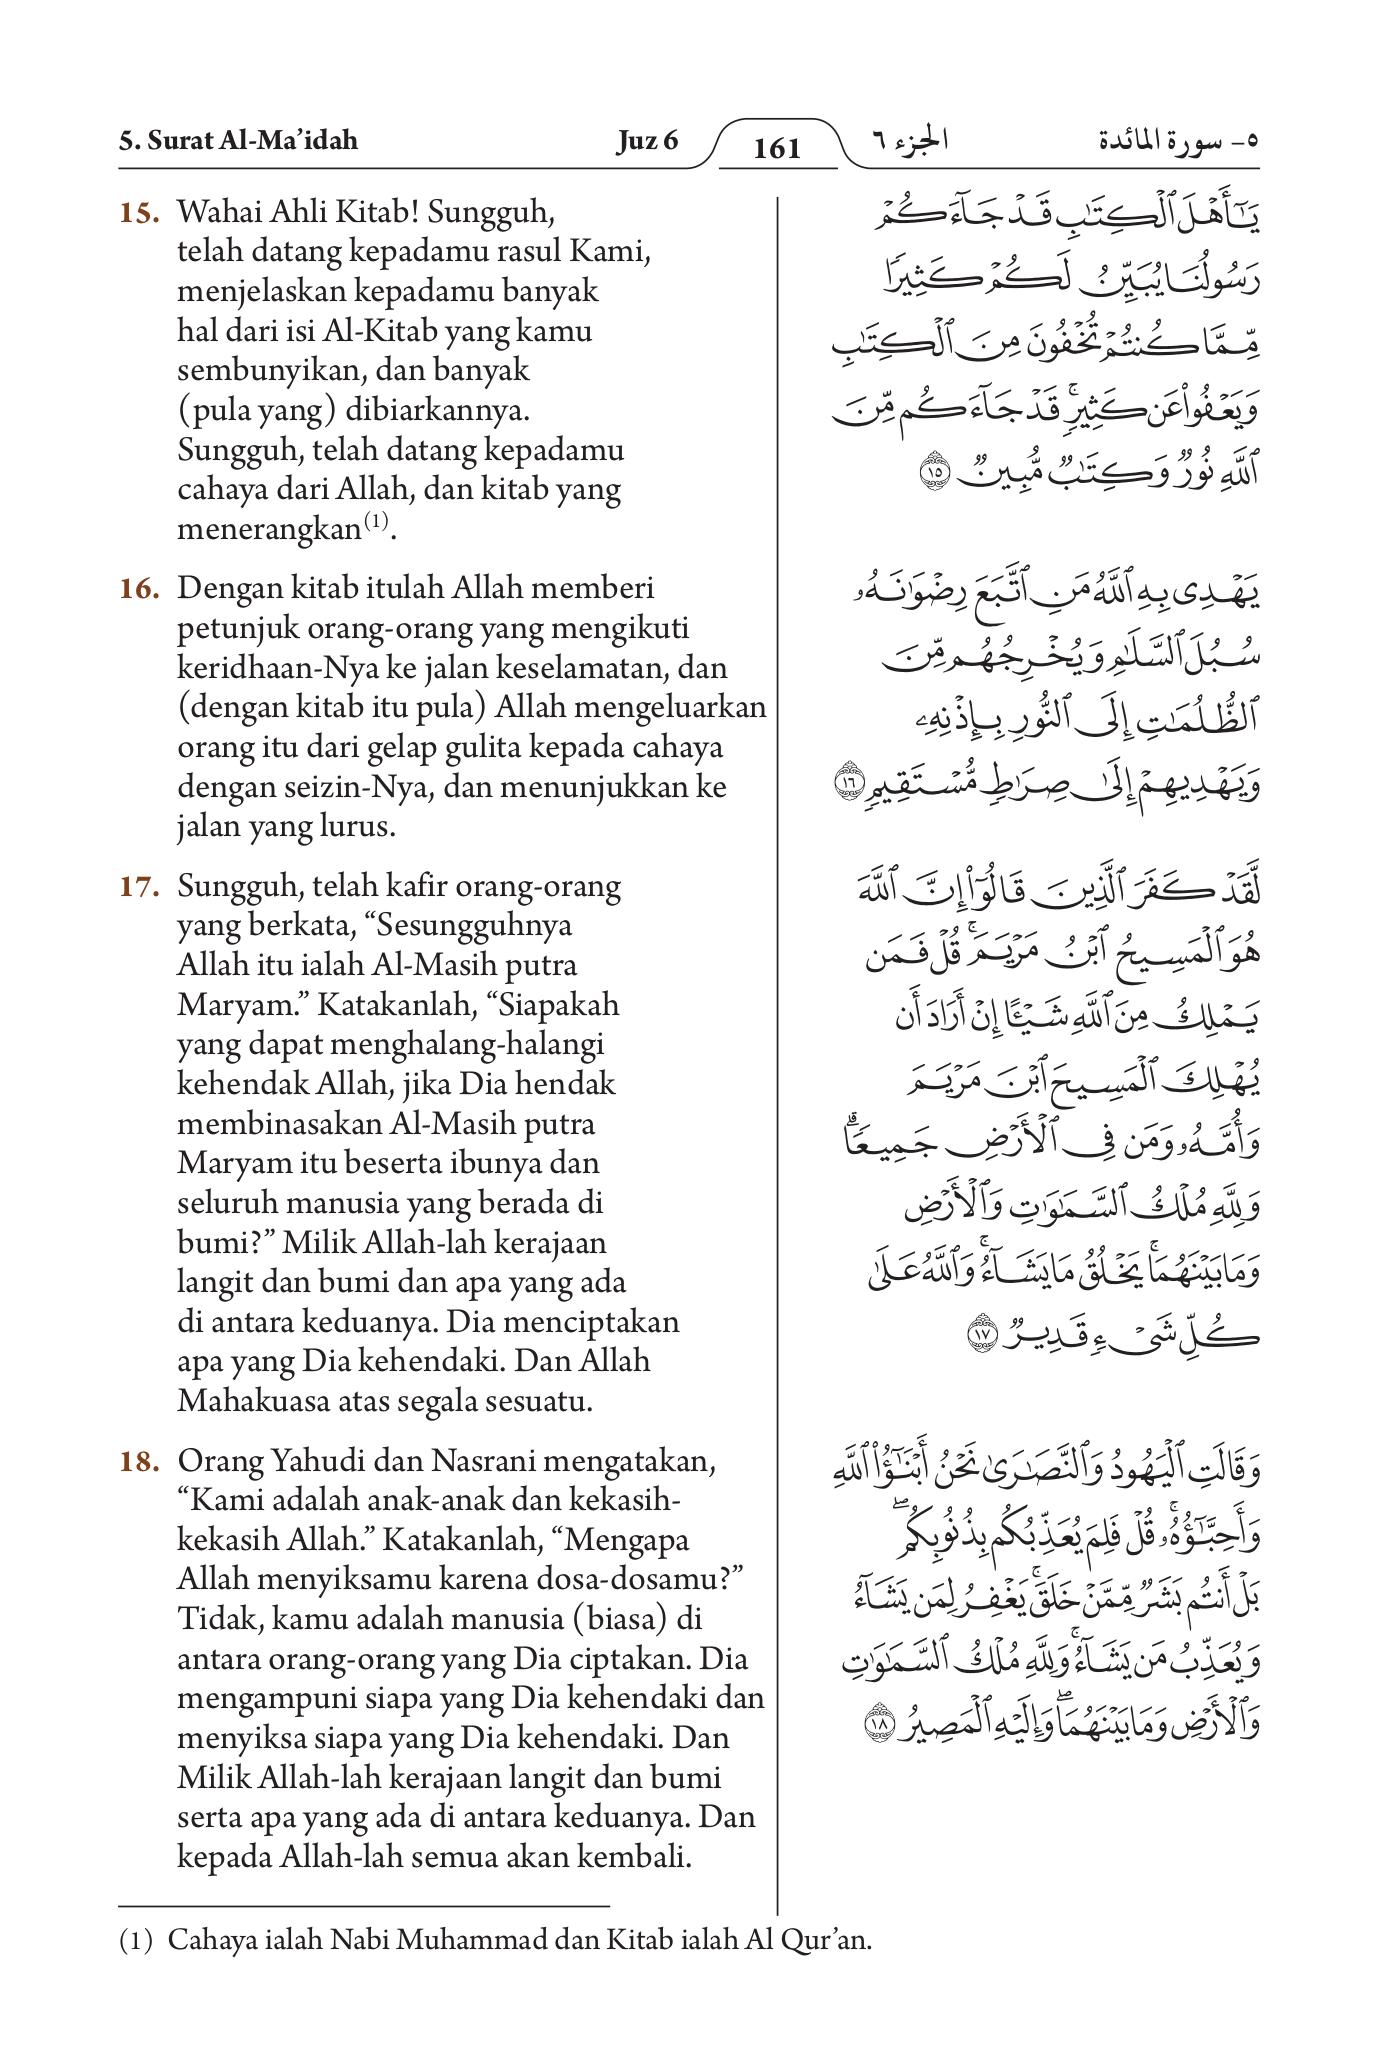 5. Surat Al-Ma’idah
Juz 6
161
الجزء ٦
٥- سورة المائدة
15. Wahai Ahli Kitab! Sungguh,
telah datang kepadamu rasul Kami,
menjelaskan kepadamu banyak
hal dari isi Al-Kitab yang kamu
sembunyikan, dan banyak
(pula yang) dibiarkannya.
Sungguh, telah datang kepadamu
cahaya dari Allah, dan kitab yang
menerangkan(1).
16. Dengan kitab itulah Allah memberi
petunjuk orang-orang yang mengikuti
keridhaan-Nya ke jalan keselamatan, dan
(dengan kitab itu pula) Allah mengeluarkan
orang itu dari gelap gulita kepada cahaya
dengan seizin-Nya, dan menunjukkan ke
jalan yang lurus.
17. Sungguh, telah kafir orang-orang
yang berkata, “Sesungguhnya
Allah itu ialah Al-Masih putra
Maryam.” Katakanlah, “Siapakah
yang dapat menghalang-halangi
kehendak Allah, jika Dia hendak
membinasakan Al-Masih putra
Maryam itu beserta ibunya dan
seluruh manusia yang berada di
bumi?” Milik Allah-lah kerajaan
langit dan bumi dan apa yang ada
di antara keduanya. Dia menciptakan
apa yang Dia kehendaki. Dan Allah
Mahakuasa atas segala sesuatu.
18. Orang Yahudi dan Nasrani mengatakan,
“Kami adalah anak-anak dan kekasih-
kekasih Allah.” Katakanlah, “Mengapa
Allah menyiksamu karena dosa-dosamu?”
Tidak, kamu adalah manusia (biasa) di
antara orang-orang yang Dia ciptakan. Dia
mengampuni siapa yang Dia kehendaki dan
menyiksa siapa yang Dia kehendaki. Dan
Milik Allah-lah kerajaan langit dan bumi
serta apa yang ada di antara keduanya. Dan
kepada Allah-lah semua akan kembali.
يَـٰٓأَهْلَ ٱلْكِتَـٰبِ قَدْ جَآءَكُمْ
رَسُولُنَا يُبَيِّنُ لَكُمْ كَثِيرًا
مِّمَّا كُنتُمْ تُخْفُونَ مِنَ ٱلْكِتَـٰبِ
وَيَعْفُوا۟ عَن كَثِيرٍ ۚ قَدْ جَآءَكُم مِّنَ
ٱللَّهِ نُورٌ وَكِتَـٰبٌ مُّبِينٌ ١٥
يَهْدِى بِهِ ٱللَّهُ مَنِ ٱتَّبَعَ رِضْوَٰنَهُۥ
سُبُلَ ٱلسَّلَـٰمِ وَيُخْرِجُهُم مِّنَ
ٱلظُّلُمَـٰتِ إِلَى ٱلنُّورِ بِإِذْنِهِۦ
وَيَهْدِيهِمْ إِلَىٰ صِرَٰطٍ مُّسْتَقِيمٍ ١٦
لَّقَدْ كَفَرَ ٱلَّذِينَ قَالُوٓا۟ إِنَّ ٱللَّهَ
هُوَ ٱلْمَسِيحُ ٱبْنُ مَرْيَمَ ۚ قُلْ فَمَن
يَمْلِكُ مِنَ ٱللَّهِ شَيْـًٔا إِنْ أَرَادَ أَن
يُهْلِكَ ٱلْمَسِيحَ ٱبْنَ مَرْيَمَ
وَأُمَّهُۥ وَمَن فِى ٱلْأَرْضِ جَمِيعًا ۗ
وَلِلَّهِ مُلْكُ ٱلسَّمَـٰوَٰتِ وَٱلْأَرْضِ
وَمَا بَيْنَهُمَا ۚ يَخْلُقُ مَا يَشَآءُ ۚ وَٱللَّهُ عَلَىٰ
كُلِّ شَىْءٍ قَدِيرٌ ١٧
وَقَالَتِ ٱلْيَهُودُ وَٱلنَّصَـٰرَىٰ نَحْنُ أَبْنَـٰٓؤُا۟ ٱللَّهِ
وَأَحِبَّـٰٓؤُهُۥ ۚ قُلْ فَلِمَ يُعَذِّبُكُم بِذُنُوبِكُم ۖ
بَلْ أَنتُم بَشَرٌ مِّمَّنْ خَلَقَ ۚ يَغْفِرُ لِمَن يَشَآءُ
وَيُعَذِّبُ مَن يَشَآءُ ۚ وَلِلَّهِ مُلْكُ ٱلسَّمَـٰوَٰتِ
وَٱلْأَرْضِ وَمَا بَيْنَهُمَا ۖ وَإِلَيْهِ ٱلْمَصِيرُ ١٨
(1) Cahaya ialah Nabi Muhammad dan Kitab ialah Al Qur’an.